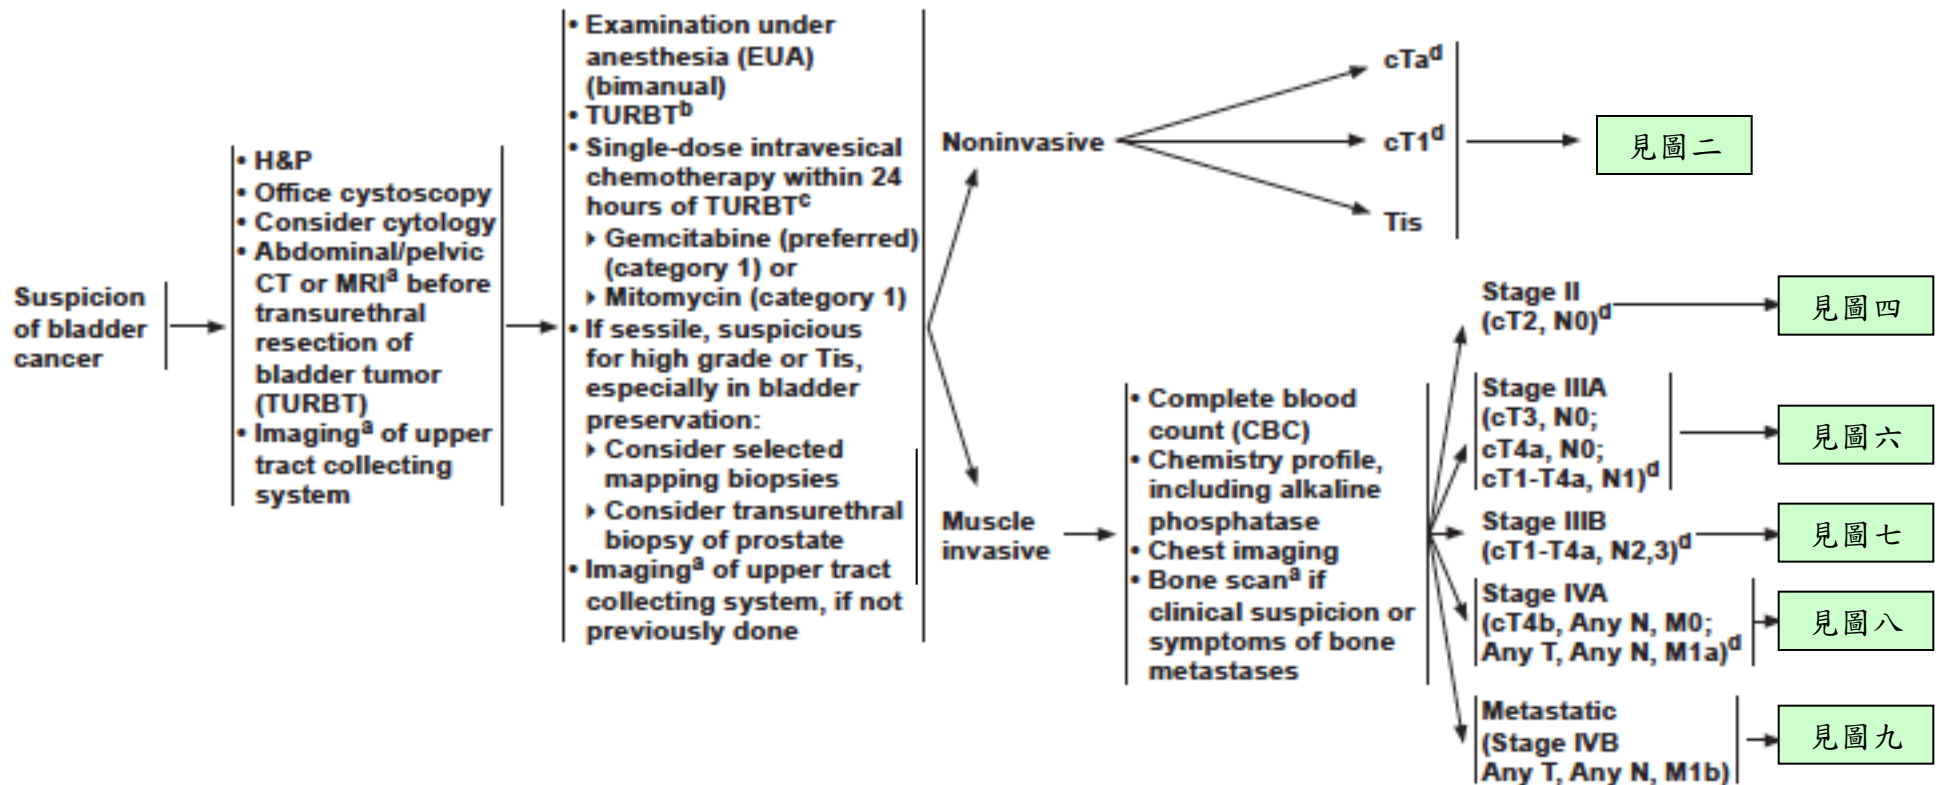 Suspicion
of bladder
cancer
• H&P
• Office cystoscopy
• Consider cytology
• Abdominal/pelvic
CT or MRIa before
transurethral
resection of
bladder tumor
(TURBT)
• Imaginga of upper
tract collecting
system
• Examination under
anesthesia (EUA)
(bimanual)
• TURBTb
• Single-dose intravesical
chemotherapy within 24
hours of TURBTc
▸ Gemcitabine (preferred)
(category 1) or
▸ Mitomycin (category 1)
• If sessile, suspicious
for high grade or Tis,
especially in bladder
preservation:
▸ Consider selected
mapping biopsies
▸ Consider transurethral
biopsy of prostate
• Imaginga of upper tract
collecting system, if not
previously done
Noninvasive
cTad
cT1d
Tis
見圖二
Muscle
invasive
• Complete blood
count (CBC)
• Chemistry profile,
including alkaline
phosphatase
• Chest imaging
• Bone scana if
clinical suspicion or
symptoms of bone
metastases
Stage II
(cT2, N0)d
見圖四
Stage IIIA
(cT3, N0;
cT4a, N0;
cT1-T4a, N1)d
見圖六
Stage IIIB
(cT1-T4a, N2,3)d
見圖七
Stage IVA
(cT4b, Any N, M0;
Any T, Any N, M1a)d
見圖八
Metastatic
(Stage IVB
Any T, Any N, M1b)
見圖九